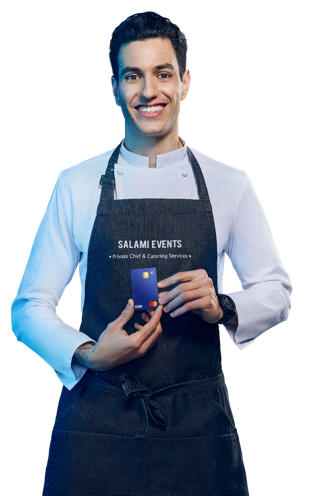 SALAMI EVENTS
• Private Chef & Catering Services •